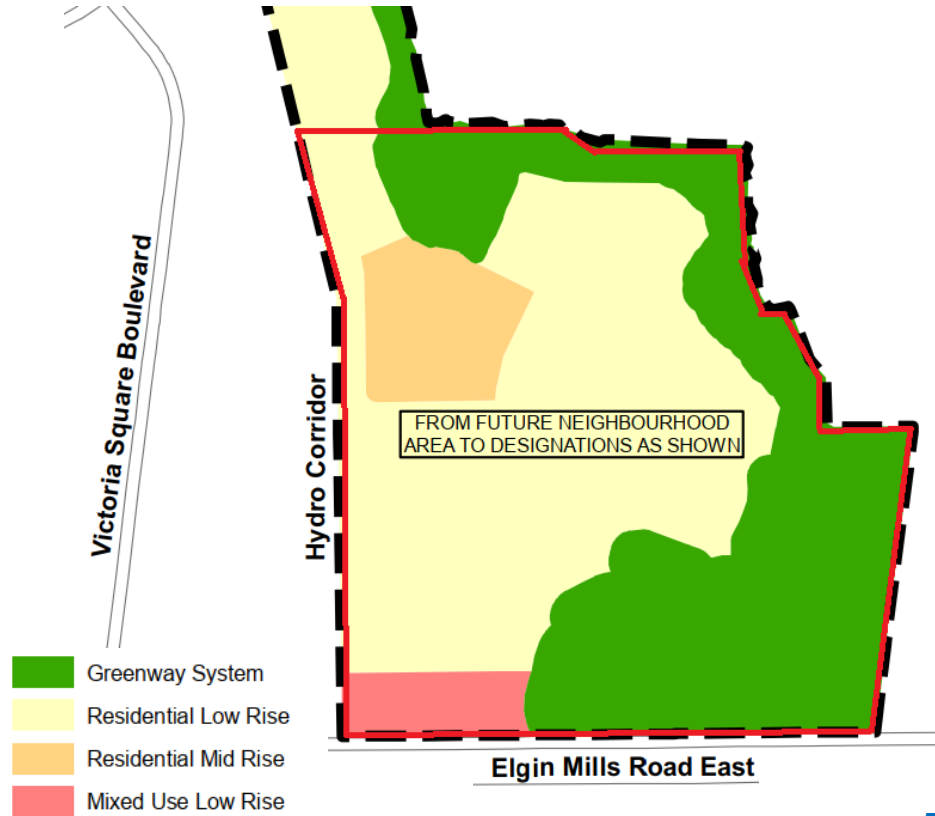 Victoria Square Boulevard
Hydro Corridor
FROM FUTURE NEIGHBOURHOOD
AREA TO DESIGNATIONS AS SHOWN
Greenway System
Residential Low Rise
Residential Mid Rise
Mixed Use Low Rise
Elgin Mills Road East